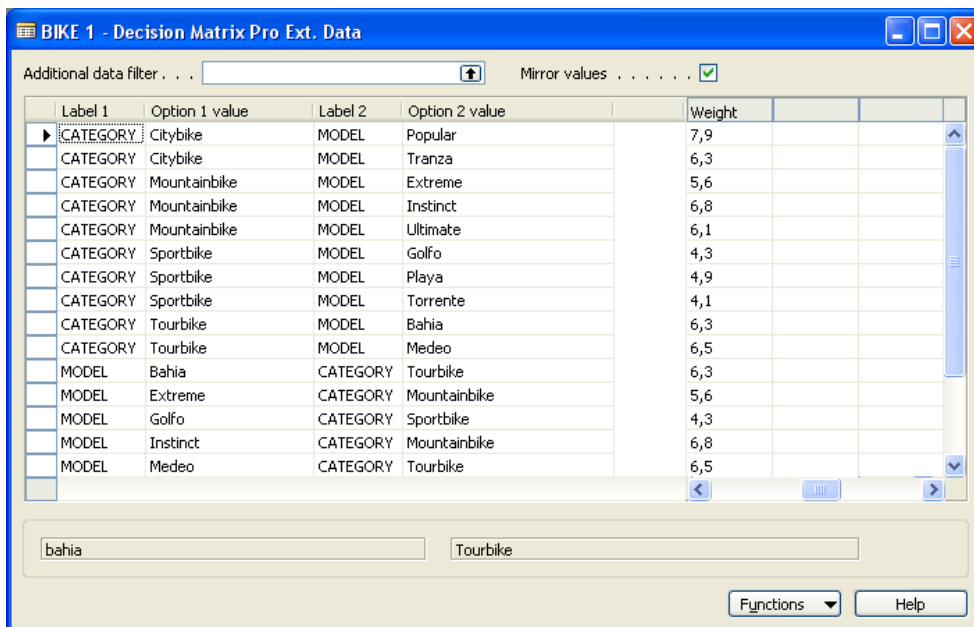 BIKE 1 - Decision Matrix Pro Ext. Data
Additional data filter . . . Mirror values . . . . . .
Label 1 Option 1 value Label 2 Option 2 value Weight
CATEGORY Citybike MODEL Popular 7,9
CATEGORY Citybike MODEL Tranza 6,3
CATEGORY Mountainbike MODEL Extreme 5,6
CATEGORY Mountainbike MODEL Instinct 6,8
CATEGORY Mountainbike MODEL Ultimate 6,1
CATEGORY Sportbike MODEL Golfo 4,3
CATEGORY Sportbike MODEL Playa 4,9
CATEGORY Sportbike MODEL Torrente 4,1
CATEGORY Tourbike MODEL Bahia 6,3
CATEGORY Tourbike MODEL Medeo 6,5
MODEL Bahia CATEGORY Tourbike 6,3
MODEL Extreme CATEGORY Mountainbike 5,6
MODEL Golfo CATEGORY Sportbike 4,3
MODEL Instinct CATEGORY Mountainbike 6,8
MODEL Medeo CATEGORY Tourbike 6,5
bahia Tourbike
Functions Help